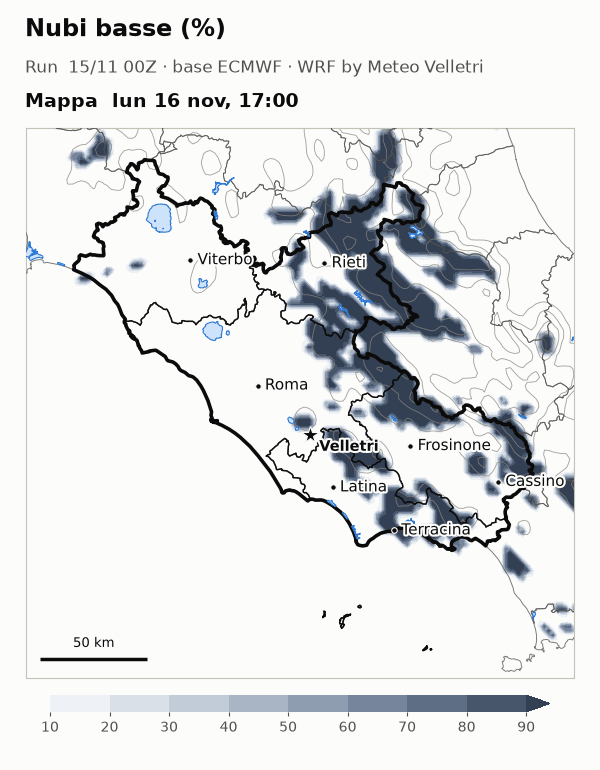 Nubi basse (%)
Run 15/11 00Z · base ECMWF · WRF by Meteo Velletri
Mappa lun 16 nov, 17:00
Viterbo
Rieti
Roma
Velletri
Frosinone
Latina
Cassino
Terracina
50 km
10 20 30 40 50 60 70 80 90